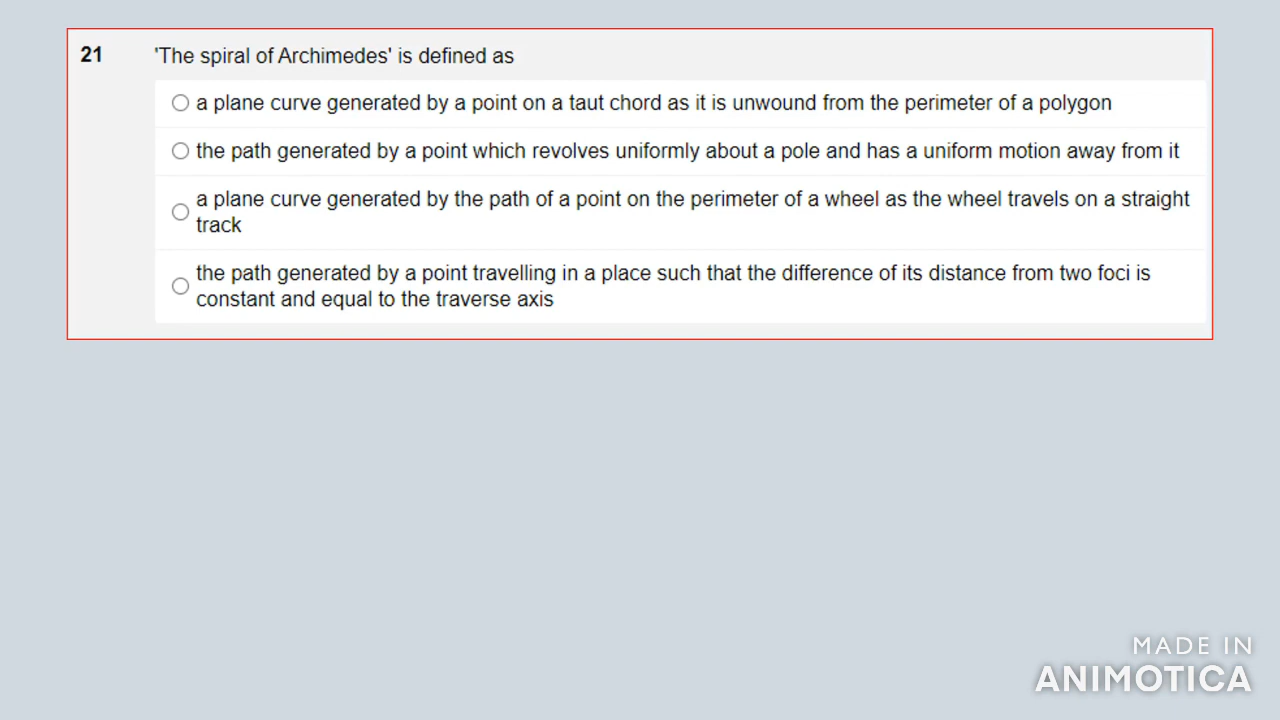 21 'The spiral of Archimedes' is defined as
a plane curve generated by a point on a taut chord as it is unwound from the perimeter of a polygon
the path generated by a point which revolves uniformly about a pole and has a uniform motion away from it
a plane curve generated by the path of a point on the perimeter of a wheel as the wheel travels on a straight
track
the path generated by a point travelling in a place such that the difference of its distance from two foci is
constant and equal to the traverse axis
MADE IN
ANIMOTICA